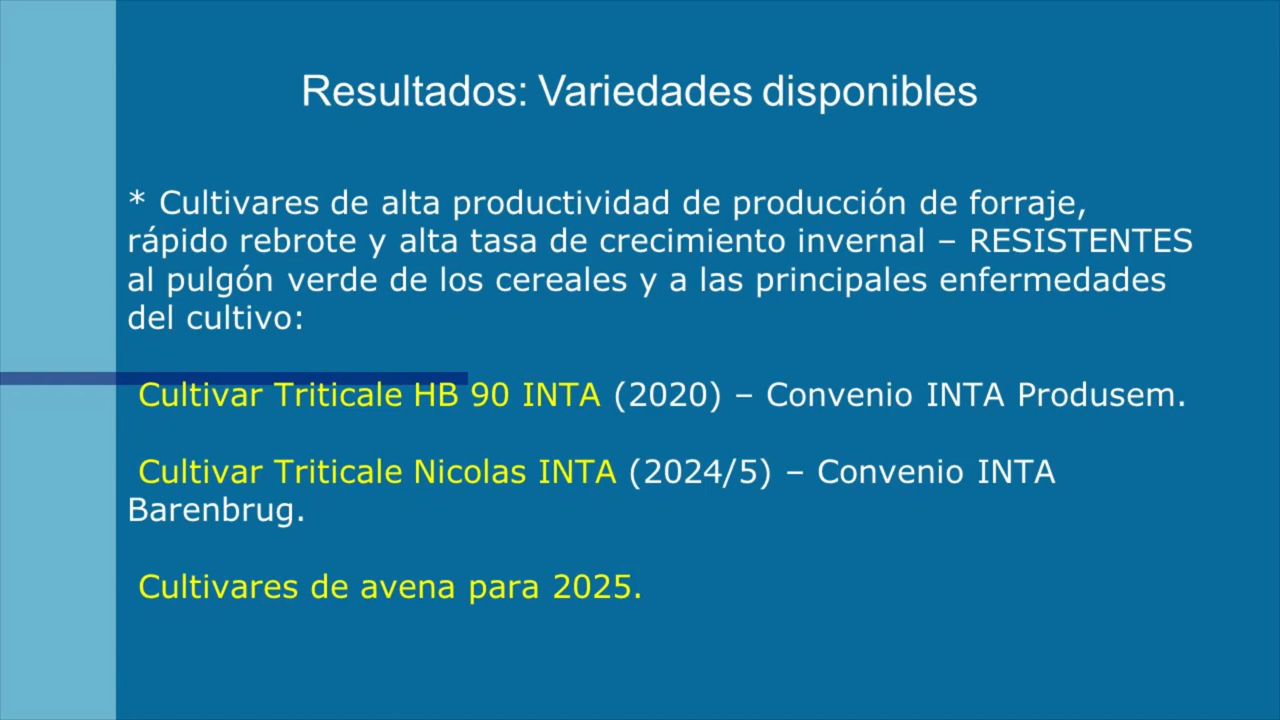 Resultados: Variedades disponibles
* Cultivares de alta productividad de producción de forraje,
rápido rebrote y alta tasa de crecimiento invernal – RESISTENTES
al pulgón verde de los cereales y a las principales enfermedades
del cultivo:
Cultivar Triticale HB 90 INTA (2020) – Convenio INTA Produsem.
Cultivar Triticale Nicolas INTA (2024/5) – Convenio INTA
Barenbrug.
Cultivares de avena para 2025.